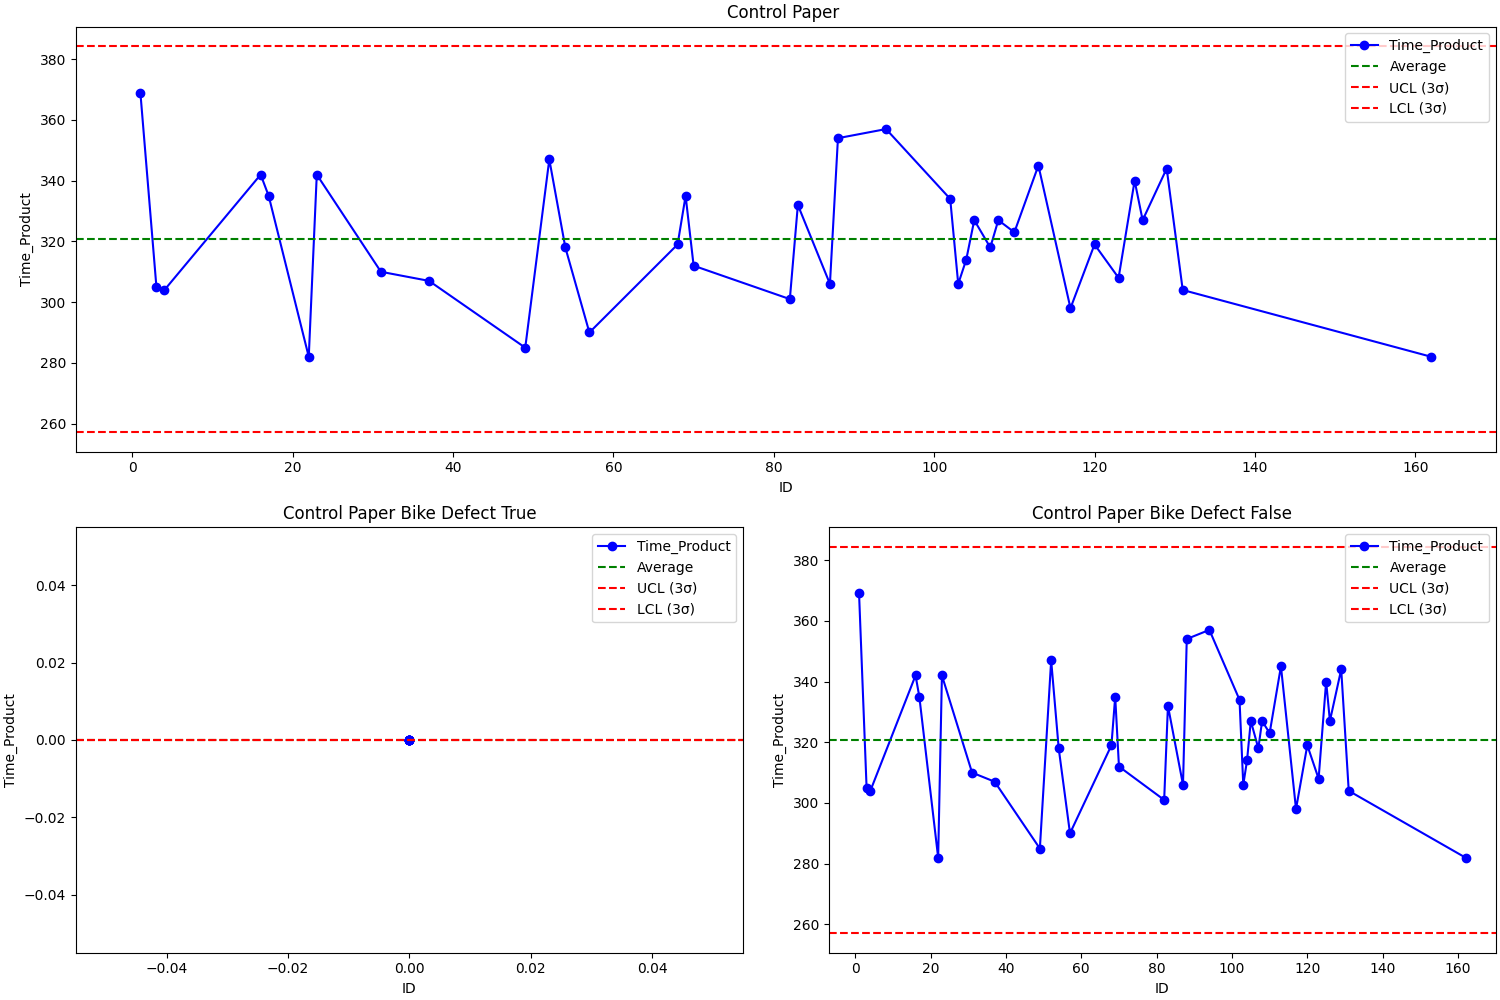 Control Paper
Time_Product
Average
UCL (3σ)
LCL (3σ)
380
360
340
320
300
280
260
Time_Product
0 20 40 60 80 100 120 140 160
ID
Control Paper Bike Defect True
Time_Product
Average
UCL (3σ)
LCL (3σ)
0.04
0.02
0.00
−0.02
−0.04
Time_Product
−0.04 −0.02 0.00 0.02 0.04
ID
Control Paper Bike Defect False
Time_Product
Average
UCL (3σ)
LCL (3σ)
380
360
340
320
300
280
260
Time_Product
0 20 40 60 80 100 120 140 160
ID